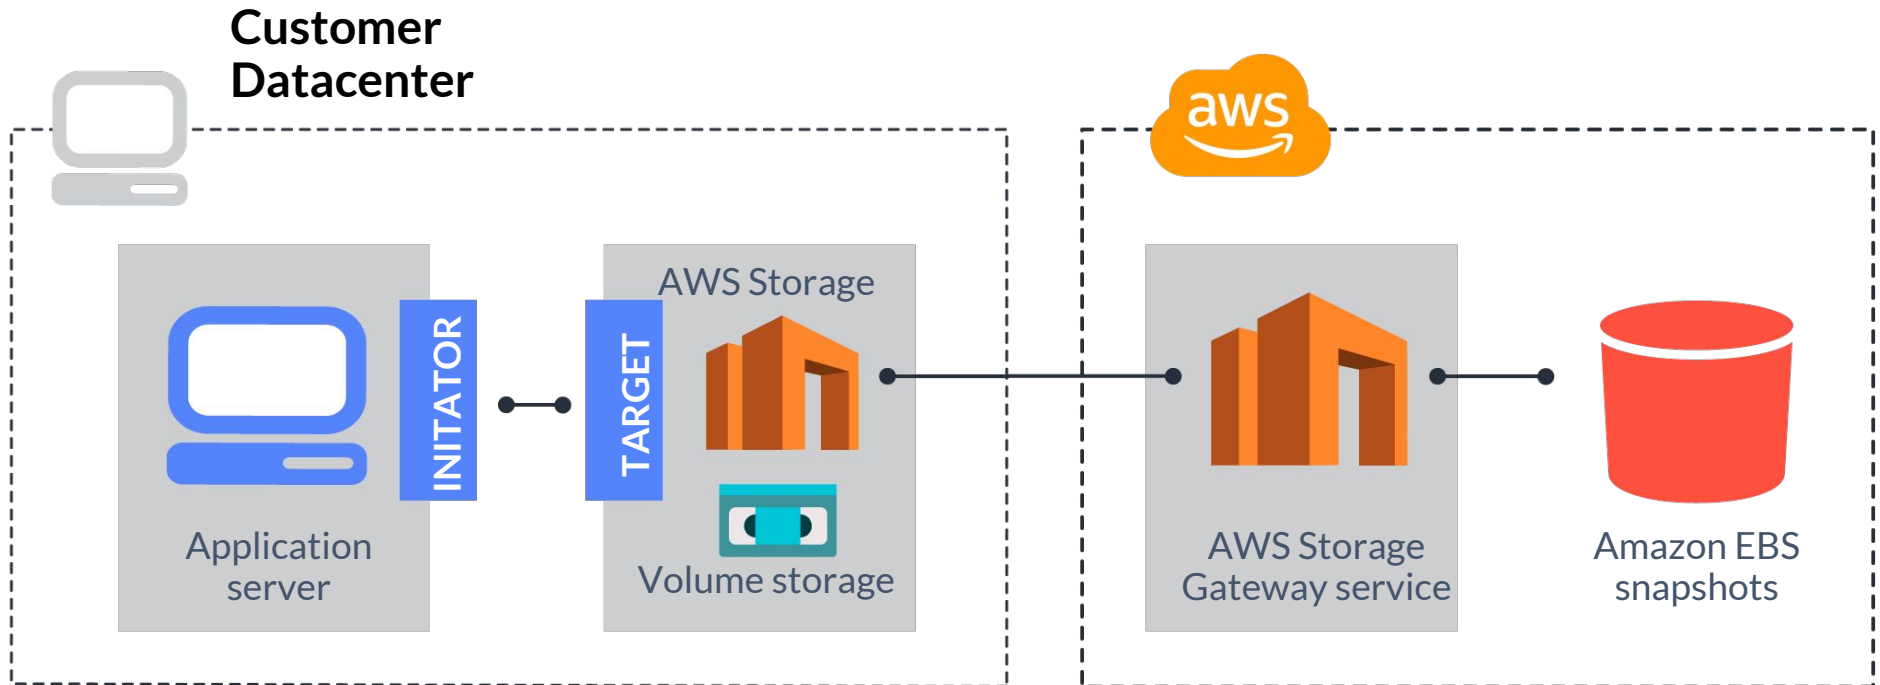 Customer
Datacenter
aws
INITATOR
Application
server
TARGET
AWS Storage
Volume storage
AWS Storage
Gateway service
Amazon EBS
snapshots